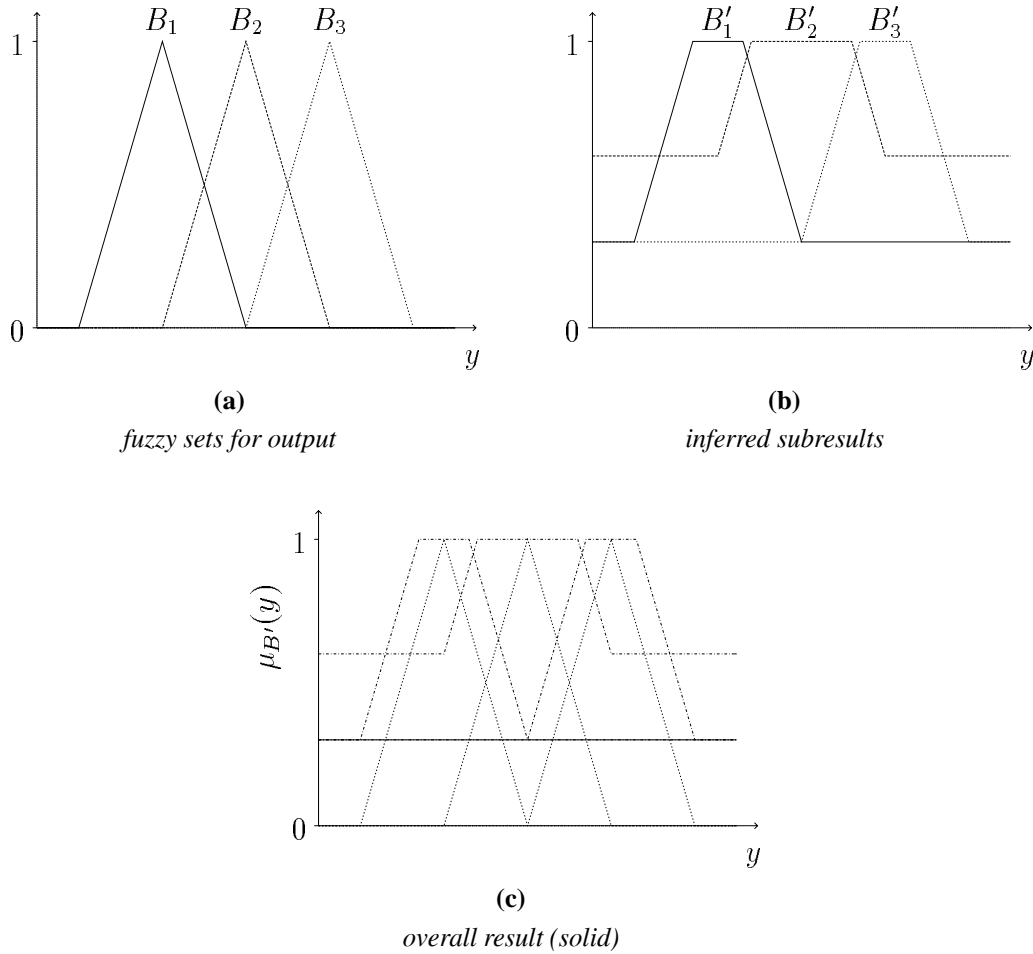 B₁ B₂ B₃
1
0
y
(a)
fuzzy sets for output
B′₁ B′₂ B′₃
1
0
y
(b)
inferred subresults
1
μ_B′(y)
0
y
(c)
overall result (solid)